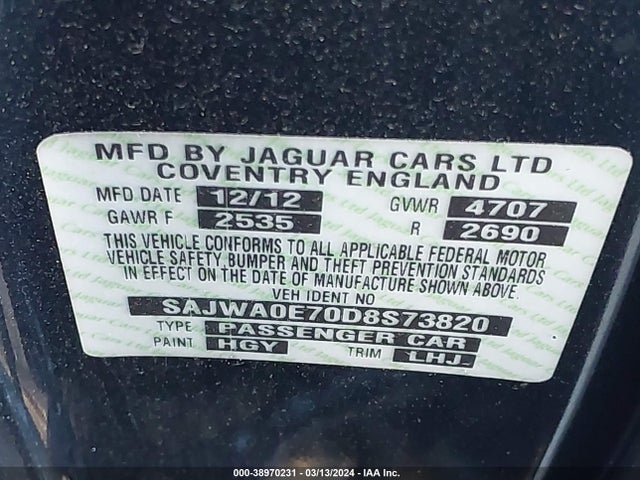 MFD BY JAGUAR CARS LTD
COVENTRY ENGLAND
MFD DATE 12/12 GVWR 4707
GAWR F 2535 R 2690
THIS VEHICLE CONFORMS TO ALL APPLICABLE FEDERAL MOTOR
VEHICLE SAFETY, BUMPER AND THEFT PREVENTION STANDARDS
IN EFFECT ON THE DATE OF MANUFACTURE SHOWN ABOVE.
VEH IDENT NO
SAJWA0E70D8S73820
TYPE PASSENGER CAR
PAINT HGY TRIM LHJ
000-38970231 - 03/13/2024 - IAA Inc.